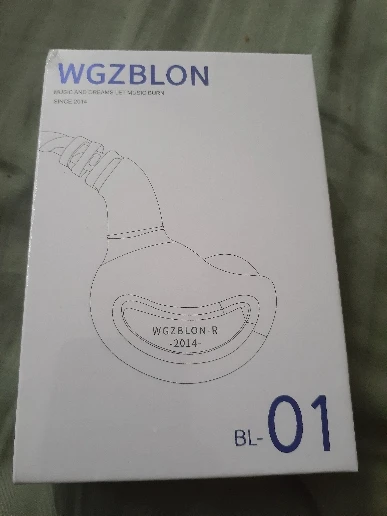 WGZBLON
MUSIC AND DREAMS LET MUSIC BURN
SINCE 2014
WGZBLON-R
-2014-
BL-01